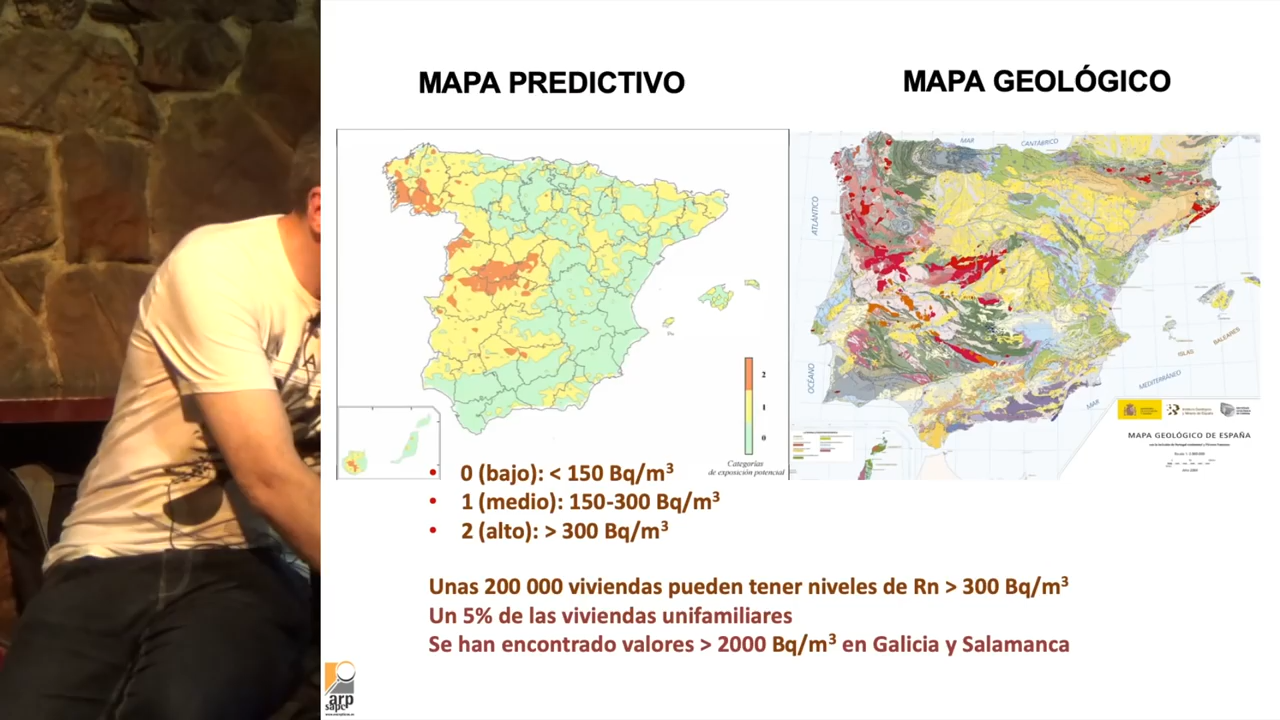 MAPA PREDICTIVO
MAPA GEOLÓGICO
MAR
CANTÁBRICO
ATLÁNTICO
OCÉANO
ISLAS
BALEARES
MEDITERRÁNEO
MAR
2
1
0
Categorías
de exposición potencial
MAPA GEOLÓGICO DE ESPAÑA
• 0 (bajo): < 150 Bq/m³
• 1 (medio): 150-300 Bq/m³
• 2 (alto): > 300 Bq/m³
Unas 200 000 viviendas pueden tener niveles de Rn > 300 Bq/m³
Un 5% de las viviendas unifamiliares
Se han encontrado valores > 2000 Bq/m³ en Galicia y Salamanca
arp
sapc